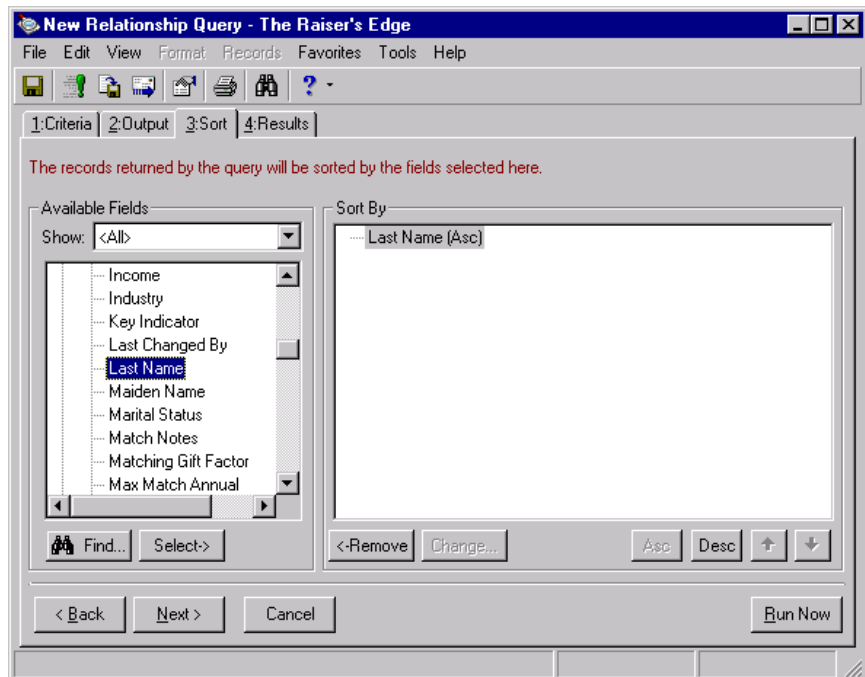 New Relationship Query - The Raiser's Edge
File Edit View Format Records Favorites Tools Help
?
1:Criteria 2:Output 3:Sort 4:Results
The records returned by the query will be sorted by the fields selected here.
Available Fields
Show: <All>
Income
Industry
Key Indicator
Last Changed By
Last Name
Maiden Name
Marital Status
Match Notes
Matching Gift Factor
Max Match Annual
Find... Select->
Sort By
Last Name (Asc)
<-Remove Change... Asc Desc
< Back Next > Cancel Run Now